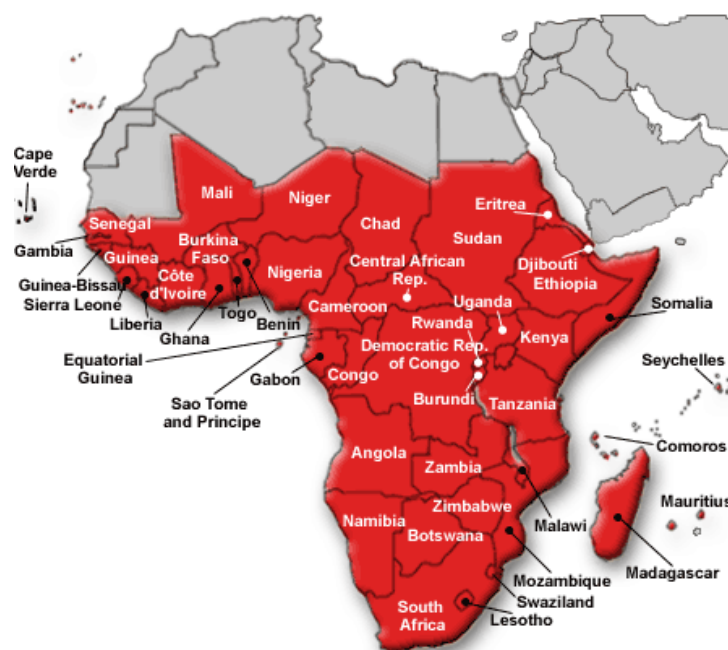 Cape
Verde
Mali
Niger
Chad
Eritrea
Senegal
Sudan
Gambia
Burkina
Faso
Guinea
Djibouti
Central African
Rep.
Nigeria
Ethiopia
Guinea-Bissau
Côte
d'Ivoire
Sierra Leone
Cameroon
Uganda
Somalia
Liberia
Togo
Benin
Ghana
Rwanda
Kenya
Democratic Rep.
of Congo
Equatorial
Guinea
Seychelles
Gabon
Congo
Burundi
Tanzania
Sao Tome
and Principe
Comoros
Angola
Zambia
Mauritius
Zimbabwe
Malawi
Namibia
Botswana
Madagascar
Mozambique
Swaziland
South
Africa
Lesotho